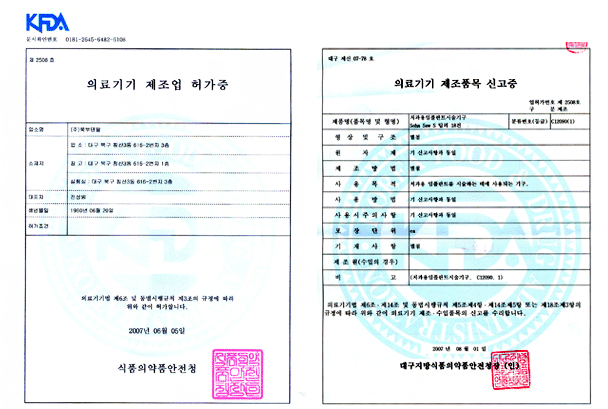 KFDA
문서확인번호 0181-2645-6482-5108
제 2508 호
의료기기 제조업 허가증
업소명
(주)북부덴탈
소재지
업 소 : 대구 북구 침산3동 616-2번지 3층
창 고 : 대구 북구 침산3동 616-2번지 1층
실험실 : 대구 북구 침산3동 616-2번지 3층
대표자
생년월일
1960년 06월 20일
허가조건
의료기기법 제6조 및 동법시행규칙 제3조의 규정에 따라
위와 같이 허가합니다.
2007년 06월 05일
식품의약품안전청
대구 제신 07-78 호
의료기기 제조품목 신고증
업허가번호 제 2508호
구 분 제조
제품명(품목명 및 형명)
치과용임플란트시술기구
분류번호(등급) C12090(1)
형 상 및 구 조 별첨
원 자 재 기 신고사항과 동일
제 조 방 법 별첨
사 용 목 적 치과용 임플란트를 시술하는 데에 사용되는 기구.
사 용 방 법 기 신고사항과 동일
사용시주의사항 기 신고사항과 동일
포 장 단 위 ea
기 재 사 항 별첨
제 조 원(수입의 경우)
비 고 (치과용임플란트시술기구, C12090. 1)
의료기기법 제6조·제14조 및 동법시행규칙 제5조제4항·제14조제5항 또는 제18조제3항의
규정에 따라 위와 같이 의료기기 제조·수입품목의 신고를 수리합니다.
2007 년 08 월 01 일
대구지방식품의약품안전청장 (인)